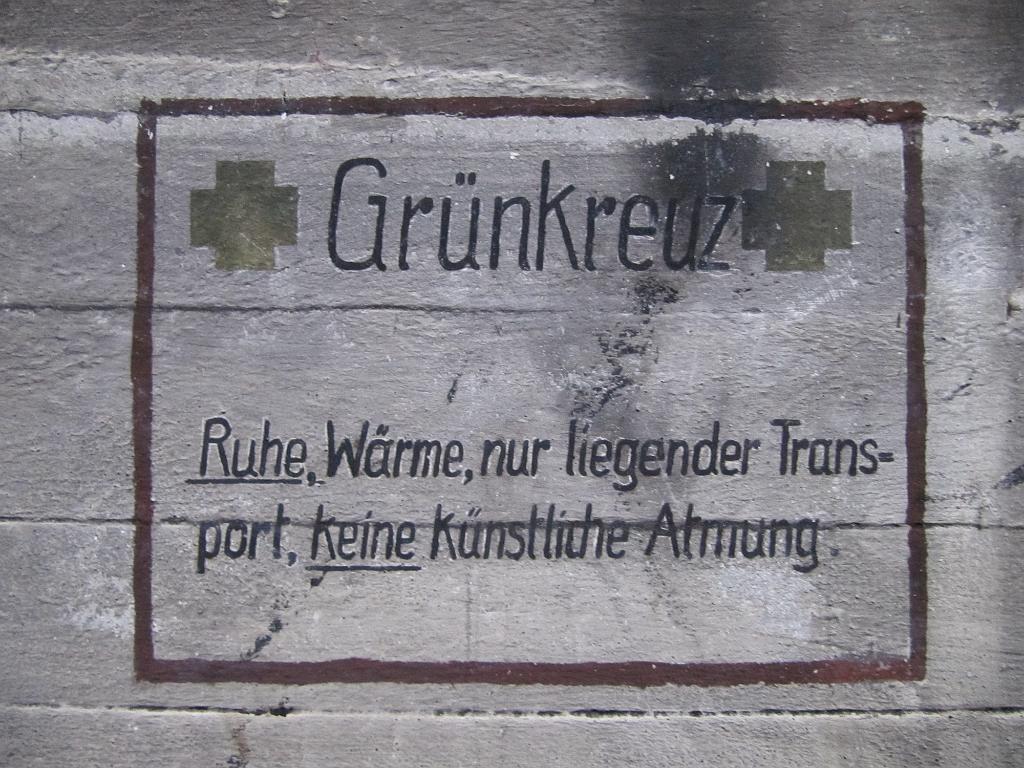 Grünkreuz
Ruhe, Wärme, nur liegender Trans=
port, keine künstliche Atmung.